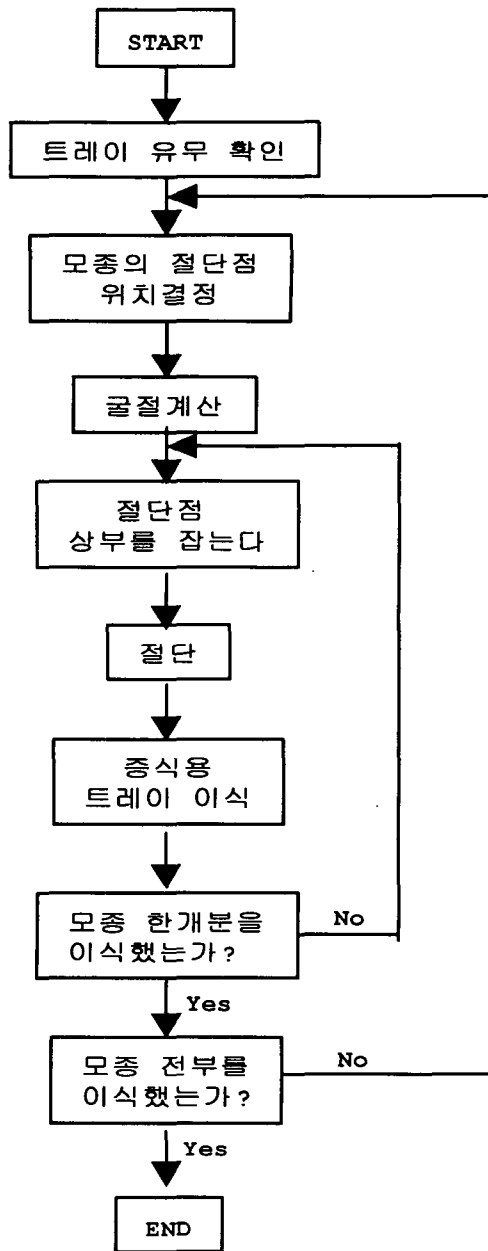 START
트레이 유무 확인
모종의 절단점
위치결정
굴절계산
절단점
상부를 잡는다
절단
증식용
트레이 이식
모종 한개분을
이식했는가?
No
Yes
모종 전부를
이식했는가?
No
Yes
END